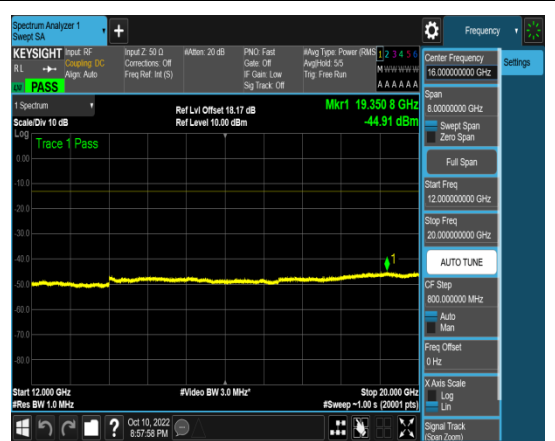 Spectrum Analyzer 1
Swept SA
Frequency
KEYSIGHT
Input: RF
Coupling: DC
Align: Auto
Input Z: 50 Ω
Corrections: Off
Freq Ref: Int (S)
#Atten: 20 dB
PNO: Fast
Gate: Off
IF Gain: Low
Sig Track: Off
#Avg Type: Power (RMS
Avg|Hold: 5/5
Trig: Free Run
1 2 3 4 5 6
M W W W W W
A A A A A A
R L
LW PASS
1 Spectrum
Scale/Div 10 dB
Ref Lvl Offset 18.17 dB
Ref Level 10.00 dBm
Mkr1 19.350 8 GHz
-44.91 dBm
Log
Trace 1 Pass
0.00
-10.0
-20.0
-30.0
-40.0
-50.0
-60.0
-70.0
-80.0
1
Start 12.000 GHz
#Res BW 1.0 MHz
#Video BW 3.0 MHz*
Stop 20.000 GHz
#Sweep ~1.00 s (20001 pts)
Center Frequency
16.000000000 GHz
Settings
Span
8.00000000 GHz
Swept Span
Zero Span
Full Span
Start Freq
12.000000000 GHz
Stop Freq
20.000000000 GHz
AUTO TUNE
CF Step
800.000000 MHz
Auto
Man
Freq Offset
0 Hz
X Axis Scale
Log
Lin
Signal Track
(Span Zoom)
?
Oct 10, 2022
8:57:58 PM